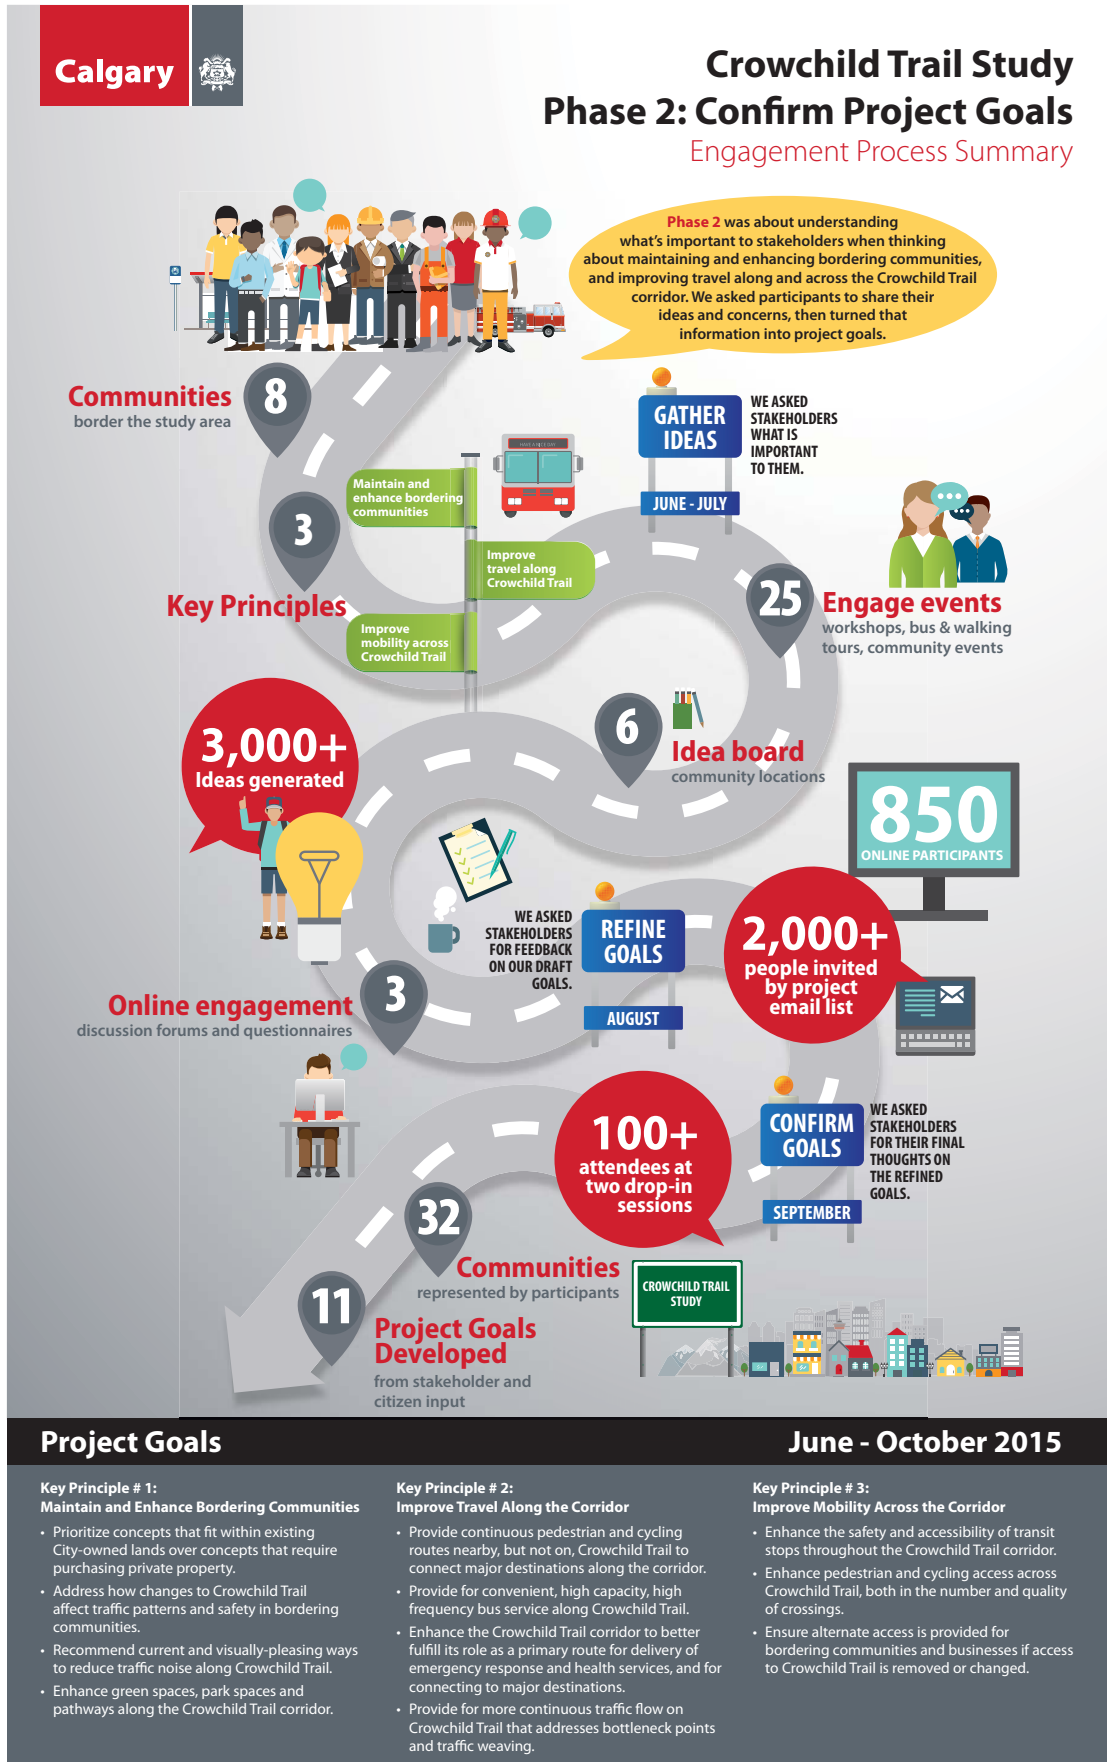 Calgary
Crowchild Trail Study
Phase 2: Confirm Project Goals
Engagement Process Summary
Phase 2 was about understanding
what's important to stakeholders when thinking
about maintaining and enhancing bordering communities,
and improving travel along and across the Crowchild Trail
corridor. We asked participants to share their
ideas and concerns, then turned that
information into project goals.
8
Communities
border the study area
GATHER
IDEAS
JUNE - JULY
WE ASKED
STAKEHOLDERS
WHAT IS
IMPORTANT
TO THEM.
HAVE A NICE DAY
3
Key Principles
Maintain and
enhance bordering
communities
Improve
travel along
Crowchild Trail
Improve
mobility across
Crowchild Trail
25
Engage events
workshops, bus & walking
tours, community events
6
Idea board
community locations
3,000+
Ideas generated
850
ONLINE PARTICIPANTS
WE ASKED
STAKEHOLDERS
FOR FEEDBACK
ON OUR DRAFT
GOALS.
REFINE
GOALS
AUGUST
2,000+
people invited
by project
email list
3
Online engagement
discussion forums and questionnaires
100+
attendees at
two drop-in
sessions
CONFIRM
GOALS
SEPTEMBER
WE ASKED
STAKEHOLDERS
FOR THEIR FINAL
THOUGHTS ON
THE REFINED
GOALS.
32
Communities
represented by participants
CROWCHILD TRAIL
STUDY
11
Project Goals
Developed
from stakeholder and
citizen input
Project Goals
June - October 2015
Key Principle # 1:
Maintain and Enhance Bordering Communities
• Prioritize concepts that fit within existing
City-owned lands over concepts that require
purchasing private property.
• Address how changes to Crowchild Trail
affect traffic patterns and safety in bordering
communities.
• Recommend current and visually-pleasing ways
to reduce traffic noise along Crowchild Trail.
• Enhance green spaces, park spaces and
pathways along the Crowchild Trail corridor.
Key Principle # 2:
Improve Travel Along the Corridor
• Provide continuous pedestrian and cycling
routes nearby, but not on, Crowchild Trail to
connect major destinations along the corridor.
• Provide for convenient, high capacity, high
frequency bus service along Crowchild Trail.
• Enhance the Crowchild Trail corridor to better
fulfill its role as a primary route for delivery of
emergency response and health services, and for
connecting to major destinations.
• Provide for more continuous traffic flow on
Crowchild Trail that addresses bottleneck points
and traffic weaving.
Key Principle # 3:
Improve Mobility Across the Corridor
• Enhance the safety and accessibility of transit
stops throughout the Crowchild Trail corridor.
• Enhance pedestrian and cycling access across
Crowchild Trail, both in the number and quality
of crossings.
• Ensure alternate access is provided for
bordering communities and businesses if access
to Crowchild Trail is removed or changed.